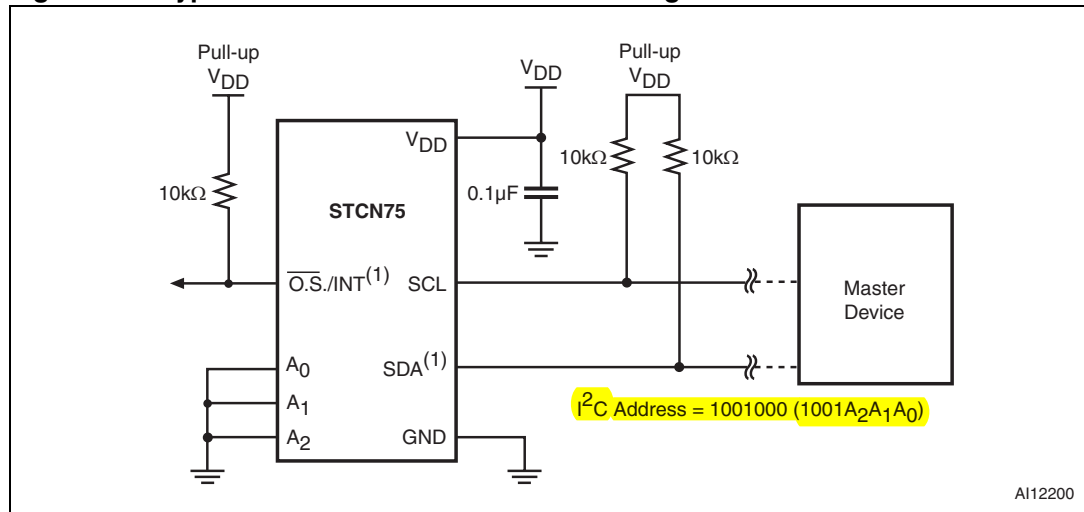 Pull-up
VDD
10kΩ
STCN75
VDD
O.S./INT(1)
SCL
A0
A1
A2
SDA(1)
GND
VDD
0.1µF
Pull-up
VDD
10kΩ
10kΩ
Master
Device
I2C Address = 1001000 (1001A2A1A0)
AI12200